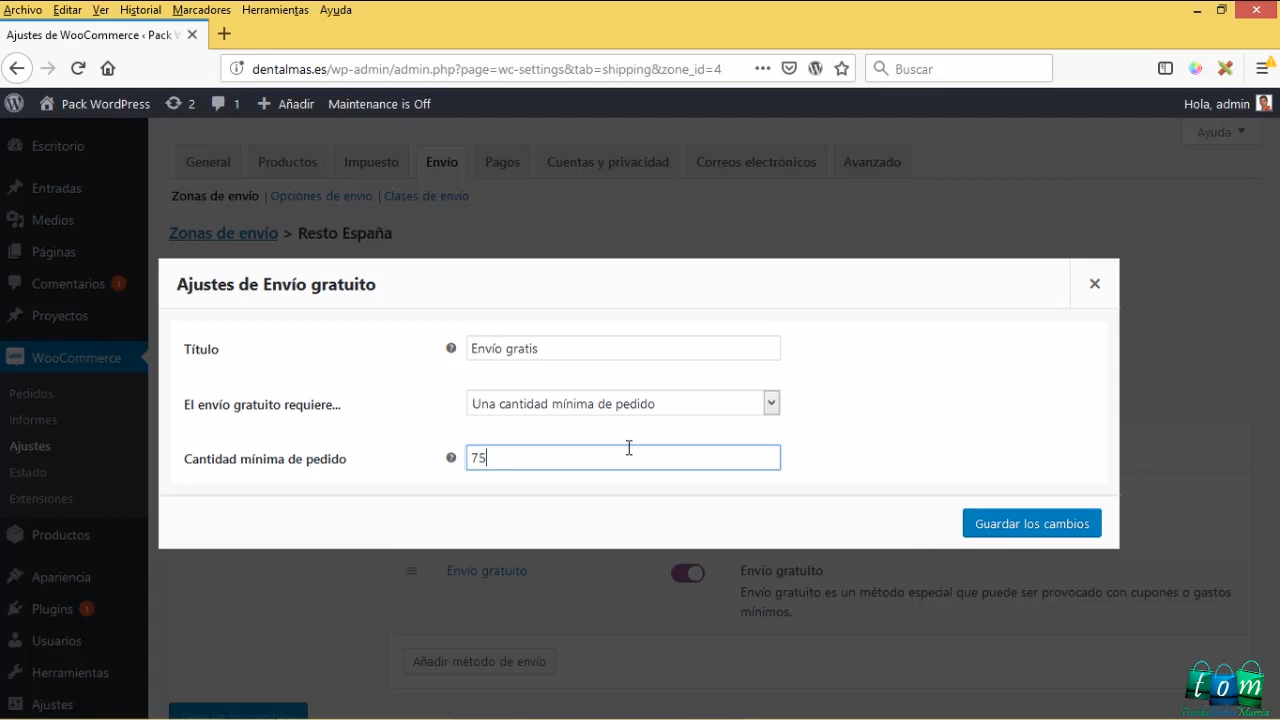 Archivo Editar Ver Historial Marcadores Herramientas Ayuda
Ajustes de WooCommerce ‹ Pack W
dentalmas.es/wp-admin/admin.php?page=wc-settings&tab=shipping&zone_id=4
Buscar
Pack WordPress 2 1 Añadir Maintenance is Off Hola, admin
Escritorio
Entradas
Medios
Páginas
Comentarios 1
Proyectos
WooCommerce
Pedidos
Informes
Ajustes
Estado
Extensiones
Productos
Apariencia
Plugins 1
Usuarios
Herramientas
Ajustes
Ayuda
General Productos Impuesto Envío Pagos Cuentas y privacidad Correos electrónicos Avanzado
Zonas de envío | Opciones de envío | Clases de envío
Zonas de envío > Resto España
Ajustes de Envío gratuito
Título Envío gratis
El envío gratuito requiere... Una cantidad mínima de pedido
Cantidad mínima de pedido 75
Guardar los cambios
Envío gratuito Envío gratuito
Envío gratuito es un método especial que puede ser provocado con cupones o gastos
mínimos.
Añadir método de envío
tom